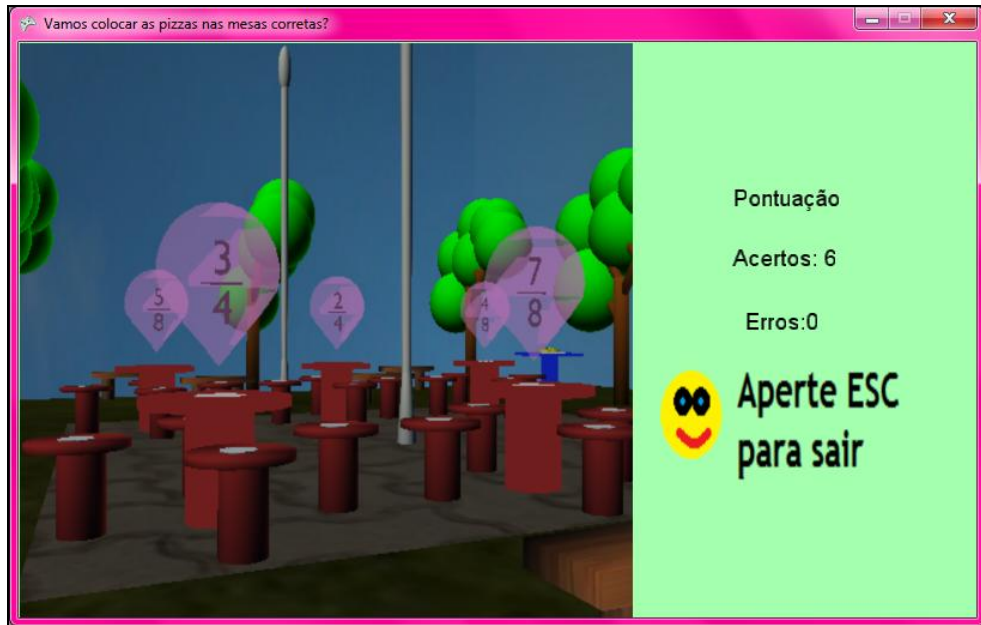 Vamos colocar as pizzas nas mesas corretas?
3
4
5
8
2
4
4
8
7
8
Pontuação
Acertos: 6
Erros:0
Aperte ESC
para sair